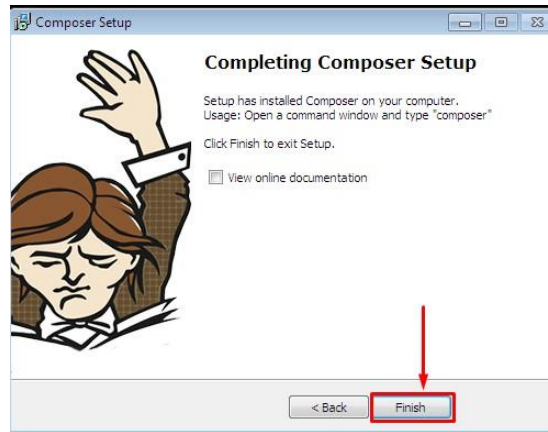 Composer Setup
Completing Composer Setup
Setup has installed Composer on your computer.
Usage: Open a command window and type "composer"
Click Finish to exit Setup.
View online documentation
< Back
Finish